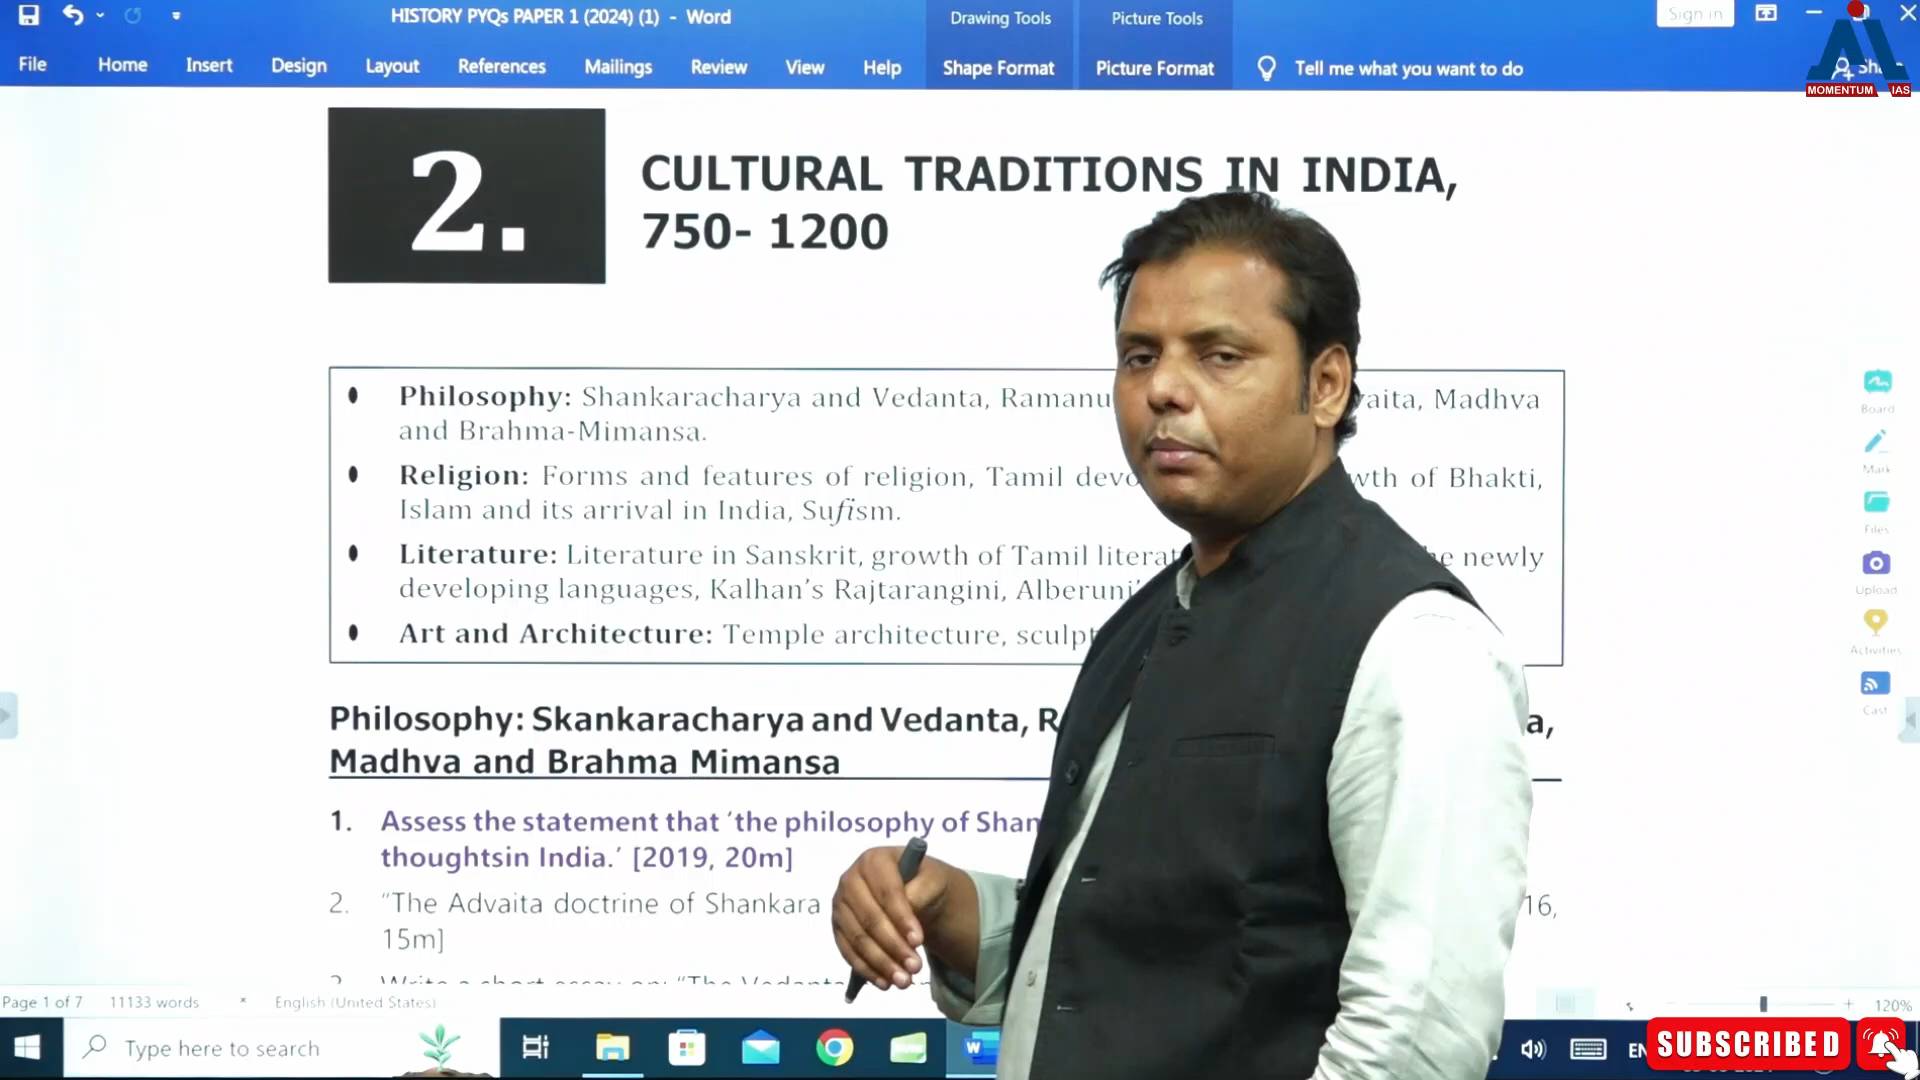 HISTORY PYQs PAPER 1 (2024) (1) - Word
Drawing Tools
Picture Tools
Sign in
File Home Insert Design Layout References Mailings Review View Help Shape Format Picture Format Tell me what you want to do
MOMENTUM IAS
2. CULTURAL TRADITIONS IN INDIA,
750- 1200
• Philosophy: Shankaracharya and Vedanta, Madhva
and Brahma-Mimansa.
• Religion: Forms and features of religion, Tamil of Bhakti,
Islam and its arrival in India, Sufism.
• Literature: Literature in Sanskrit, growth of Tamil newly
developing languages, Kalhan's Rajtarangini, Alberuni'
• Art and Architecture: Temple architecture,
Philosophy: Skankaracharya and Vedanta,
Madhva and Brahma Mimansa
1. Assess the statement that 'the philosophy of
thoughtsin India.' [2019, 20m]
2. "The Advaita doctrine of Shankara 16,
15m]
Board
Mark
Files
Upload
Activities
Cast
Page 1 of 7 11133 words English (United States) 120%
Type here to search
SUBSCRIBED